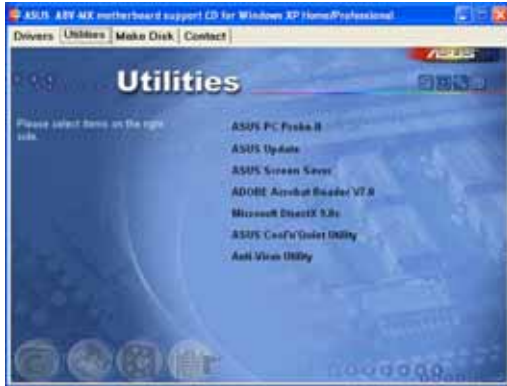 ASUS A8V-MX motherboard support CD for Windows XP Home/Professional
Drivers Utilities Make Disk Contact
ASUS
Utilities
Please select items on the right
side.
ASUS PC Probe II
ASUS Update
ASUS Screen Saver
ADOBE Acrobat Reader V7.0
Microsoft DirectX 9.0c
ASUS Cool'n'Quiet Utility
Anti-Virus Utility